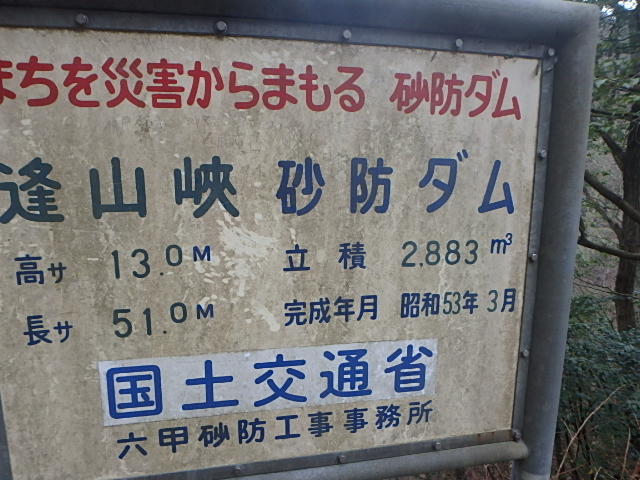 まちを災害からまもる 砂防ダム
逢山峡 砂防ダム
高サ 13.0M 立積 2,883 m³
長サ 51.0M 完成年月 昭和53年3月
国土交通省
六甲砂防工事事務所